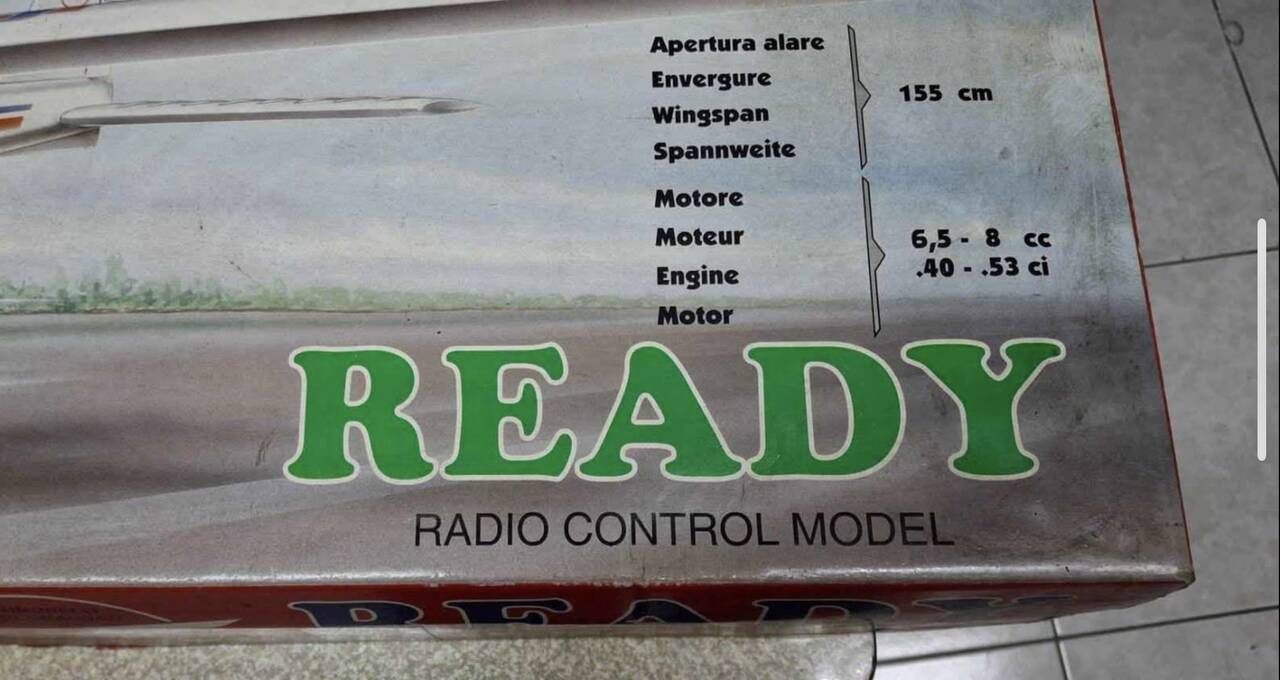 Apertura alare
Envergure
Wingspan
Spannweite
155 cm
Motore
Moteur
Engine
Motor
6,5 - 8 cc
.40 - .53 ci
READY
RADIO CONTROL MODEL
READY